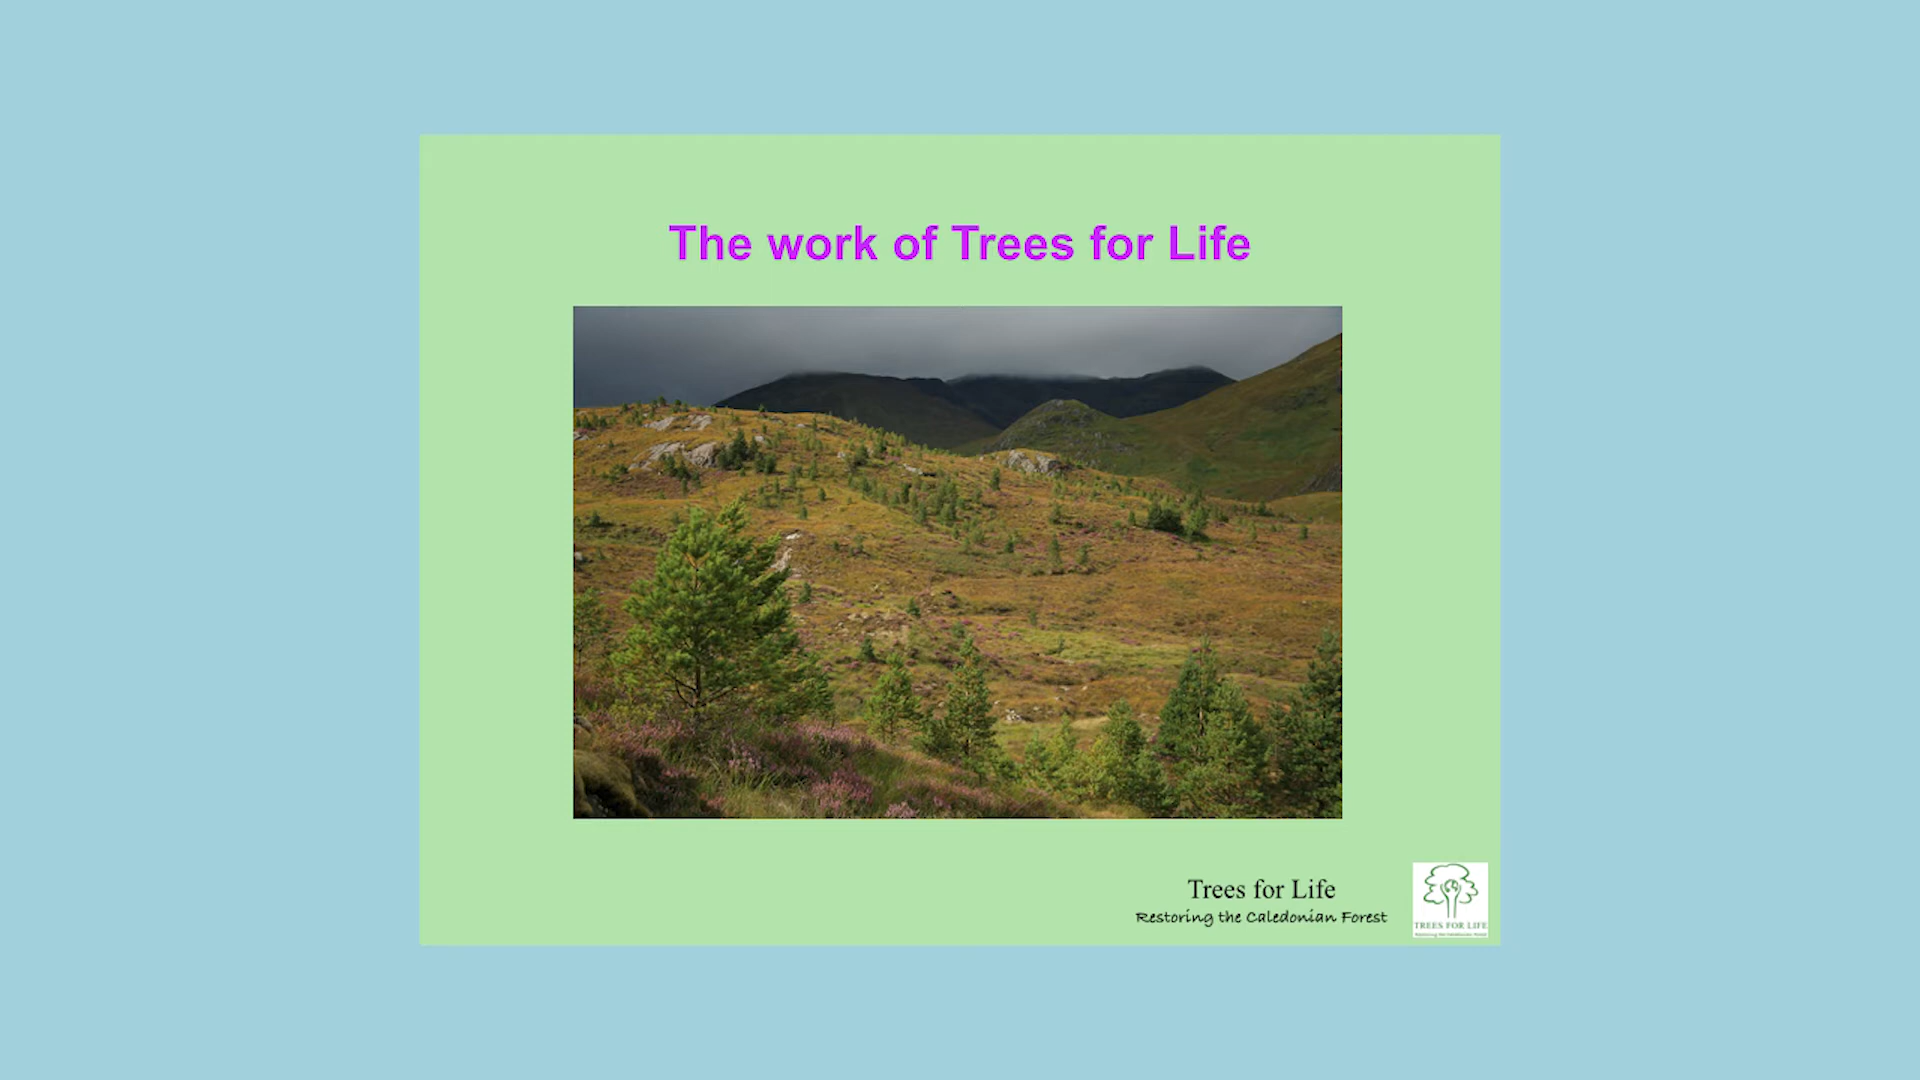 The work of Trees for Life
Trees for Life
Restoring the Caledonian Forest
TREES FOR LIFE